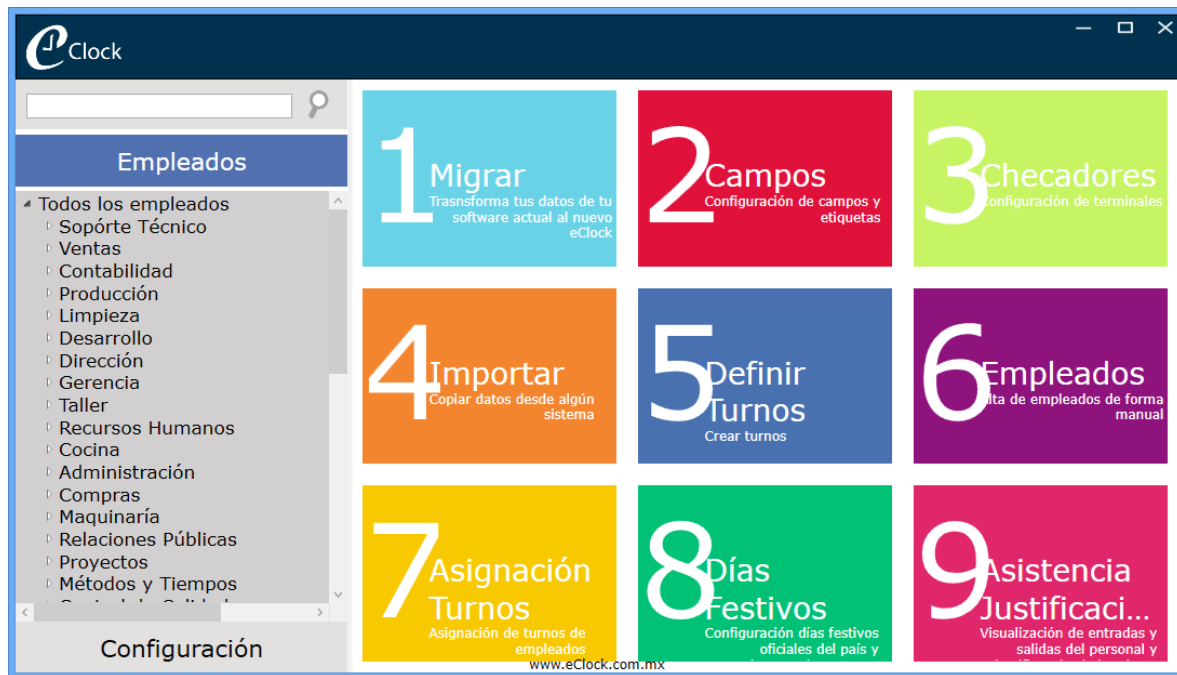 eClock
Empleados
Todos los empleados
Sopórte Técnico
Ventas
Contabilidad
Producción
Limpieza
Desarrollo
Dirección
Gerencia
Taller
Recursos Humanos
Cocina
Administración
Compras
Maquinaría
Relaciones Públicas
Proyectos
Métodos y Tiempos
Configuración
1
Migrar
Trasnsforma tus datos de tu
software actual al nuevo
eClock
2
Campos
Configuración de campos y
etiquetas
3
Checadores
Configuración de terminales
4
Importar
Copiar datos desde algún
sistema
5
Definir
Turnos
Crear turnos
6
Empleados
Alta de empleados de forma
manual
7
Asignación
Turnos
Asignación de turnos de
empleados
8
Días
Festivos
Configuración días festivos
oficiales del país y
9
Asistencia
Justificaci...
Visualización de entradas y
salidas del personal y
www.eClock.com.mx